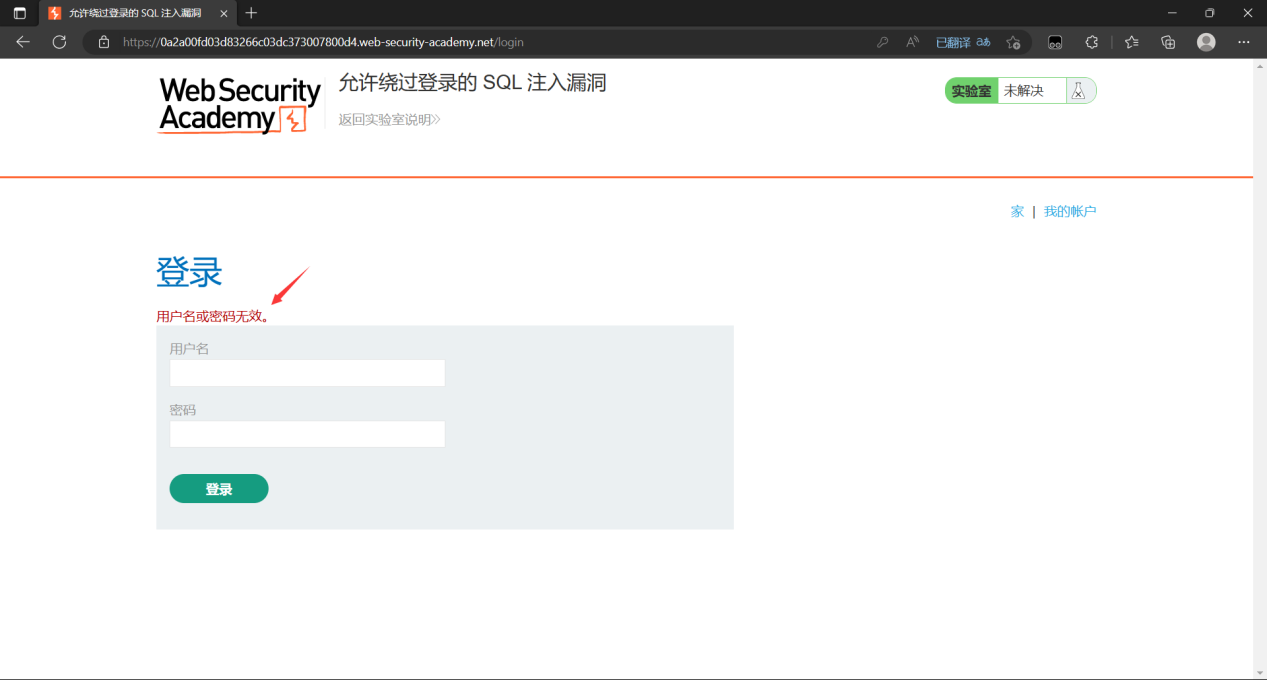 允许绕过登录的 SQL 注入漏洞
https://0a2a00fd03d83266c03dc373007800d4.web-security-academy.net/login
已翻译
Web Security
Academy
允许绕过登录的 SQL 注入漏洞
返回实验室说明
实验室 未解决
家 | 我的帐户
登录
用户名或密码无效。
用户名
密码
登录